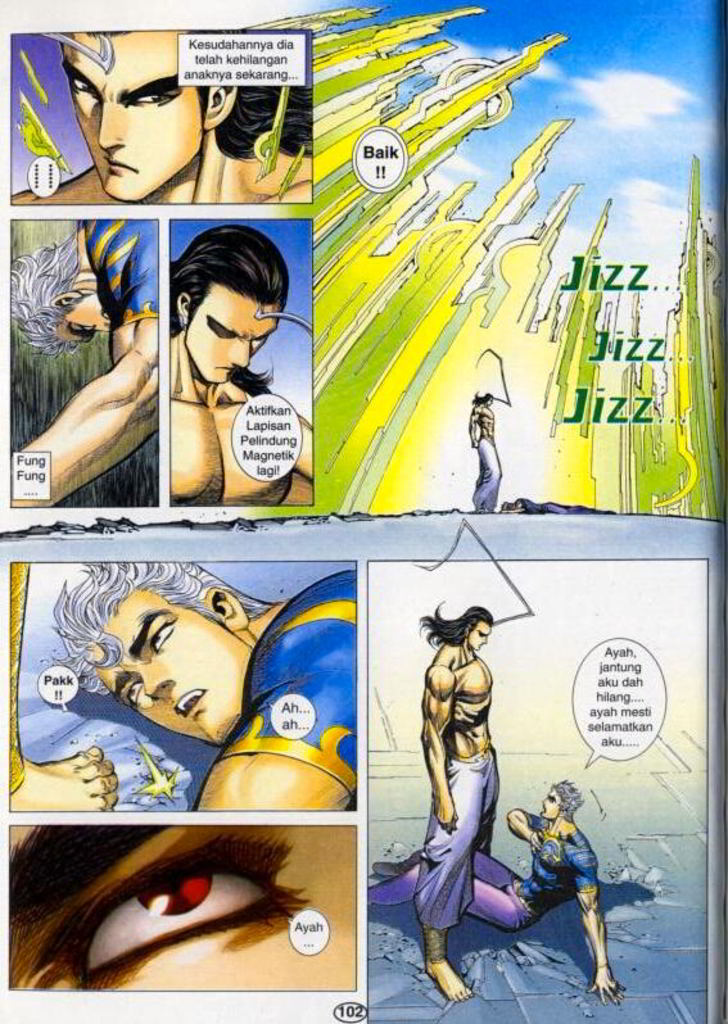 Kesudahannya dia
telah kehilangan
anaknya sekarang...
!!!!
Baik
!!
Jizz...
Jizz...
Jizz...
Fung
Fung
....
Aktifkan
Lapisan
Pelindung
Magnetik
lagi!
Pakk
!!
Ah...
ah...
Ayah,
jantung
aku dah
hilang....
ayah mesti
selamatkan
aku.....
Ayah
...
102